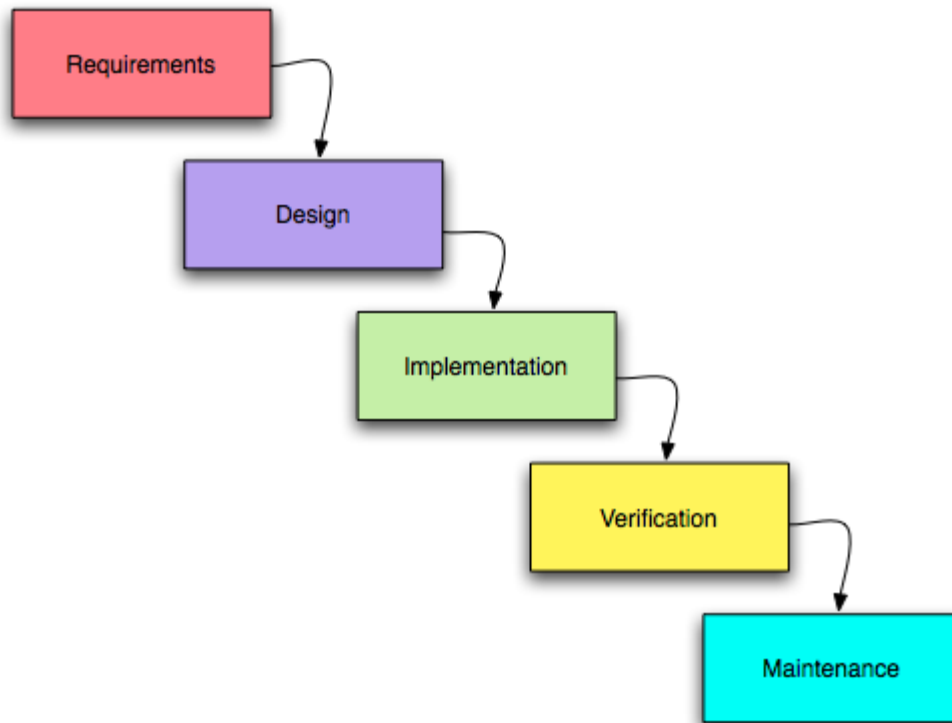 Requirements
Design
Implementation
Verification
Maintenance